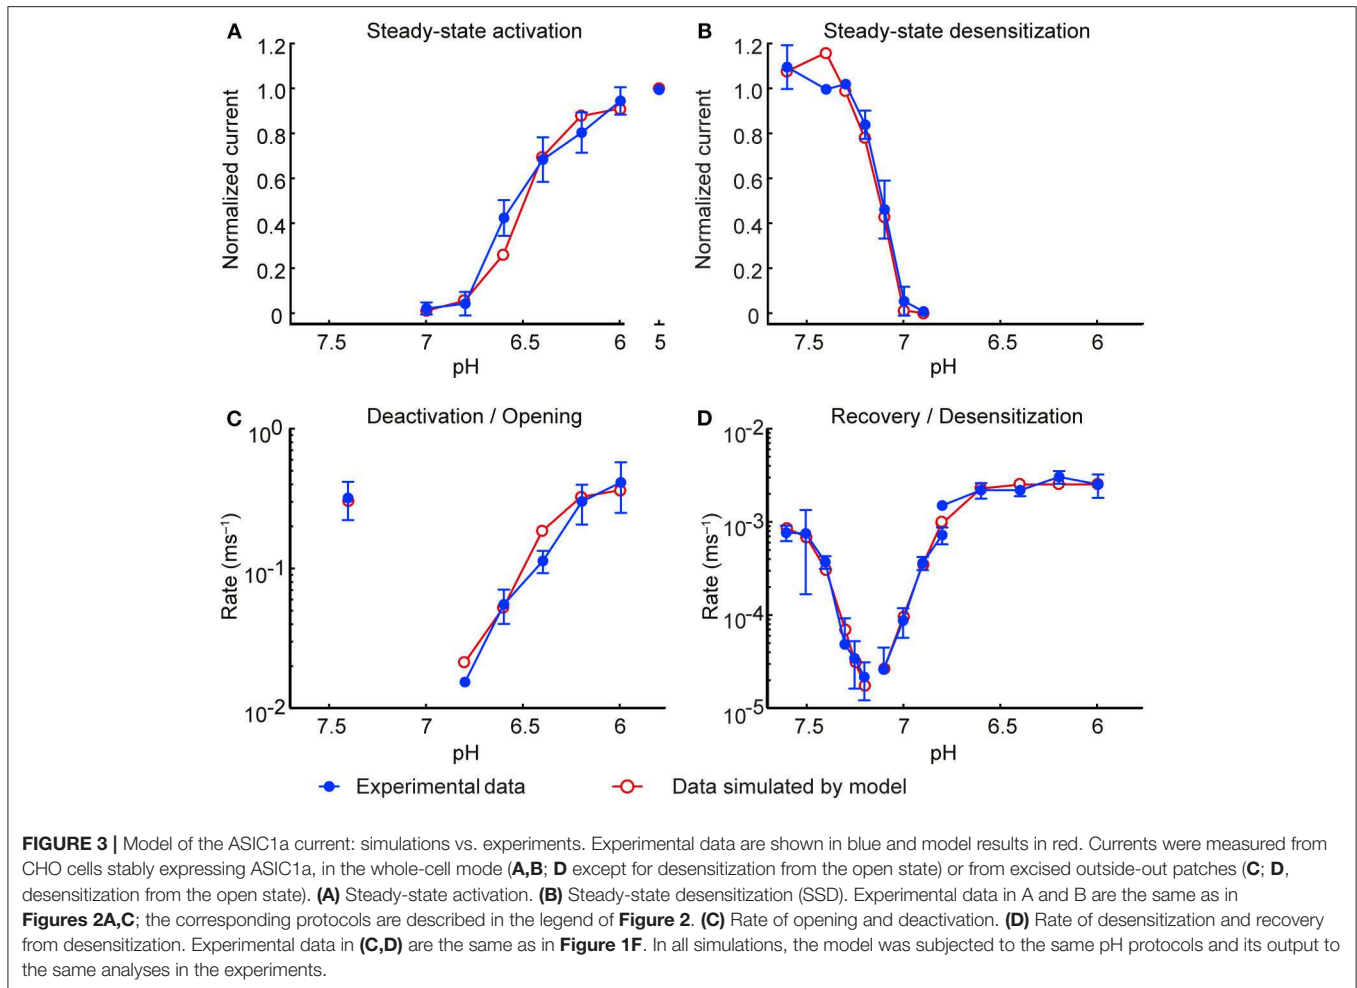 A Steady-state activation
1.2
1.0
0.8
0.6
0.4
0.2
0
Normalized current
7.5 7 6.5 6 5
pH
B Steady-state desensitization
1.2
1.0
0.8
0.6
0.4
0.2
0
Normalized current
7.5 7 6.5 6
pH
C Deactivation / Opening
10⁰
10⁻¹
10⁻²
Rate (ms⁻¹)
7.5 7 6.5 6
pH
D Recovery / Desensitization
10⁻²
10⁻³
10⁻⁴
10⁻⁵
Rate (ms⁻¹)
7.5 7 6.5 6
pH
Experimental data Data simulated by model
FIGURE 3 | Model of the ASIC1a current: simulations vs. experiments. Experimental data are shown in blue and model results in red. Currents were measured from
CHO cells stably expressing ASIC1a, in the whole-cell mode (A,B; D except for desensitization from the open state) or from excised outside-out patches (C; D,
desensitization from the open state). (A) Steady-state activation. (B) Steady-state desensitization (SSD). Experimental data in A and B are the same as in
Figures 2A,C; the corresponding protocols are described in the legend of Figure 2. (C) Rate of opening and deactivation. (D) Rate of desensitization and recovery
from desensitization. Experimental data in (C,D) are the same as in Figure 1F. In all simulations, the model was subjected to the same pH protocols and its output to
the same analyses in the experiments.